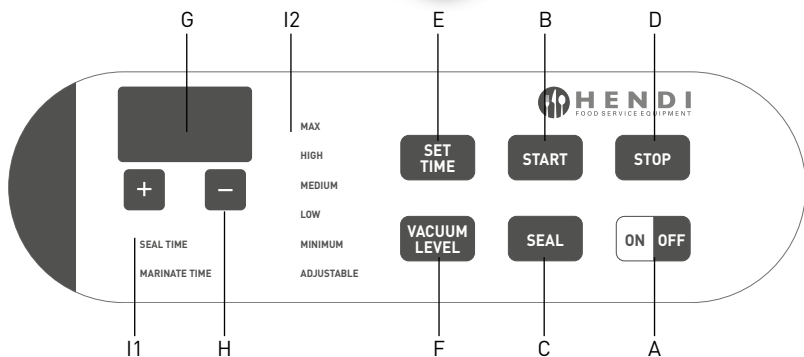 G
I2
E
B
D
HENDI
FOOD SERVICE EQUIPMENT
MAX
HIGH
MEDIUM
LOW
MINIMUM
ADJUSTABLE
SET
TIME
START
STOP
+
−
SEAL TIME
MARINATE TIME
VACUUM
LEVEL
SEAL
ON OFF
I1
H
F
C
A